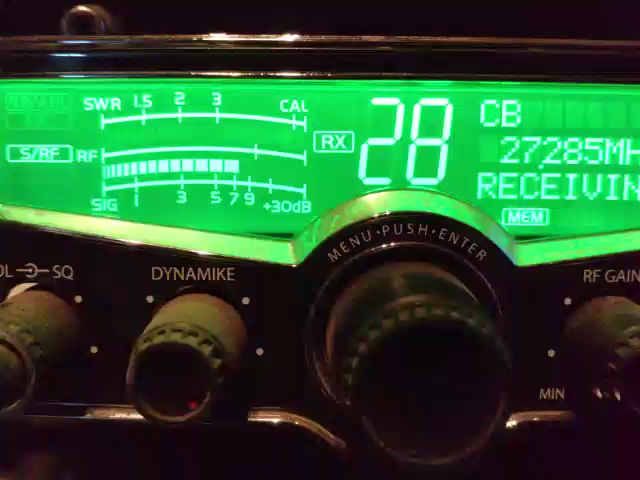 SWR 1.5 2 3 CAL
S/RF RF
SIG 1 3 5 7 9 +30dB
RX 28
CB
27285MH
RECEIVIN
MEM
MENU•PUSH•ENTER
OL SQ
DYNAMIKE
RF GAIN
MIN